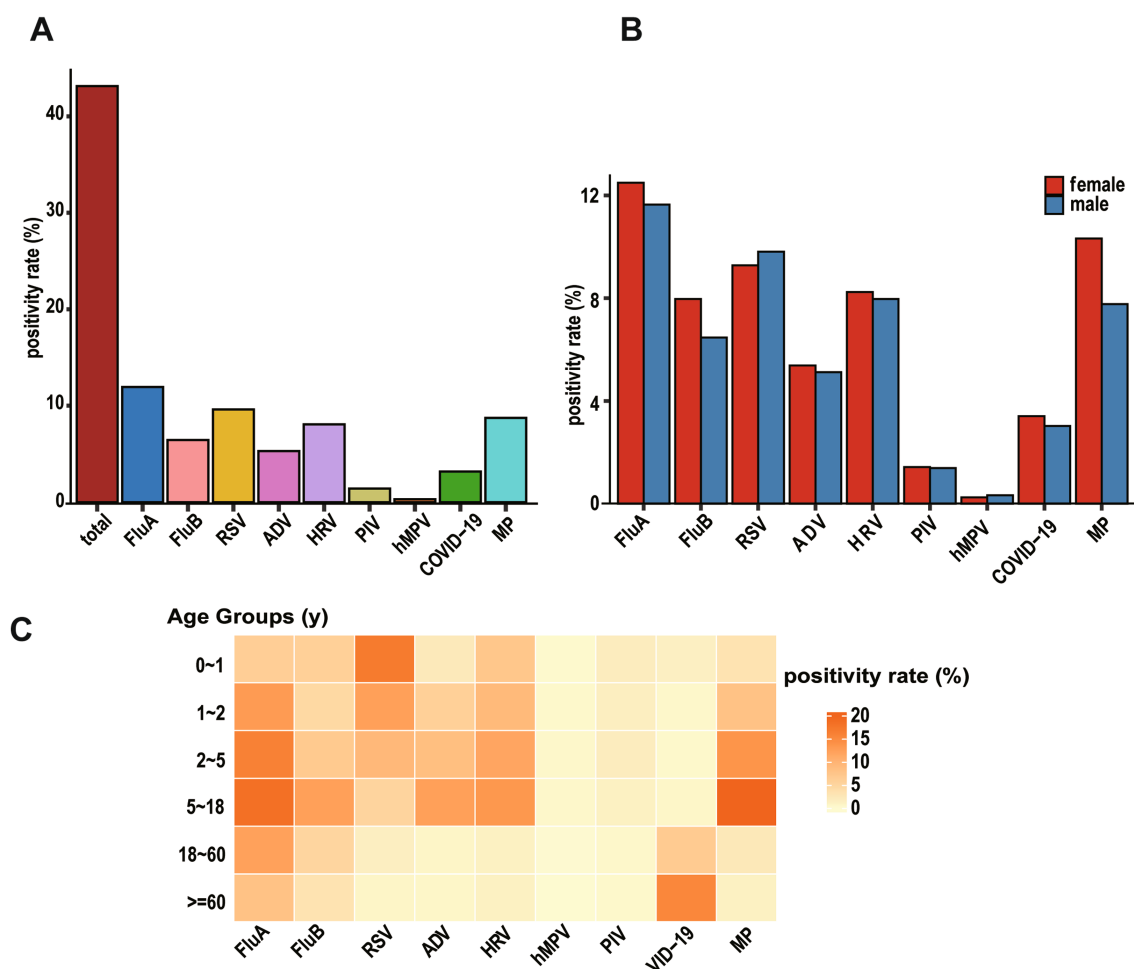 A
positivity rate (%)
40
30
20
10
0
total
FluA
FluB
RSV
ADV
HRV
PIV
hMPV
COVID-19
MP
B
female
male
positivity rate (%)
12
8
4
0
FluA
FluB
RSV
ADV
HRV
PIV
hMPV
COVID-19
MP
C
Age Groups (y)
0~1
1~2
2~5
5~18
18~60
>=60
FluA
FluB
RSV
ADV
HRV
hMPV
PIV
VID-19
MP
positivity rate (%)
20
15
10
5
0